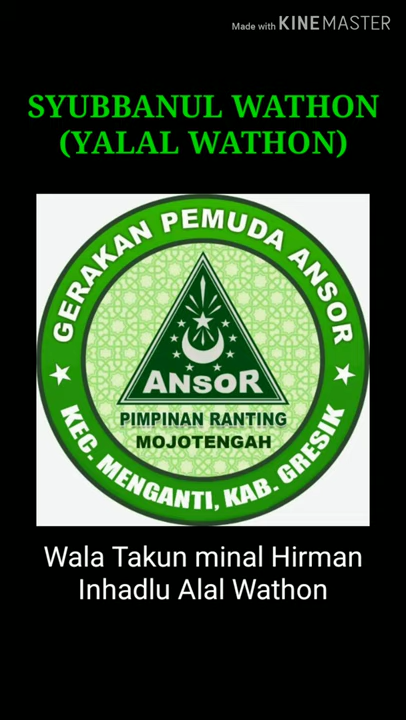 Made with KINEMASTER
SYUBBANUL WATHON
(YALAL WATHON)
GERAKAN PEMUDA ANSOR
ANSOR
PIMPINAN RANTING
MOJOTENGAH
KEC. MENGANTI, KAB. GRESIK
Wala Takun minal Hirman
Inhadlu Alal Wathon